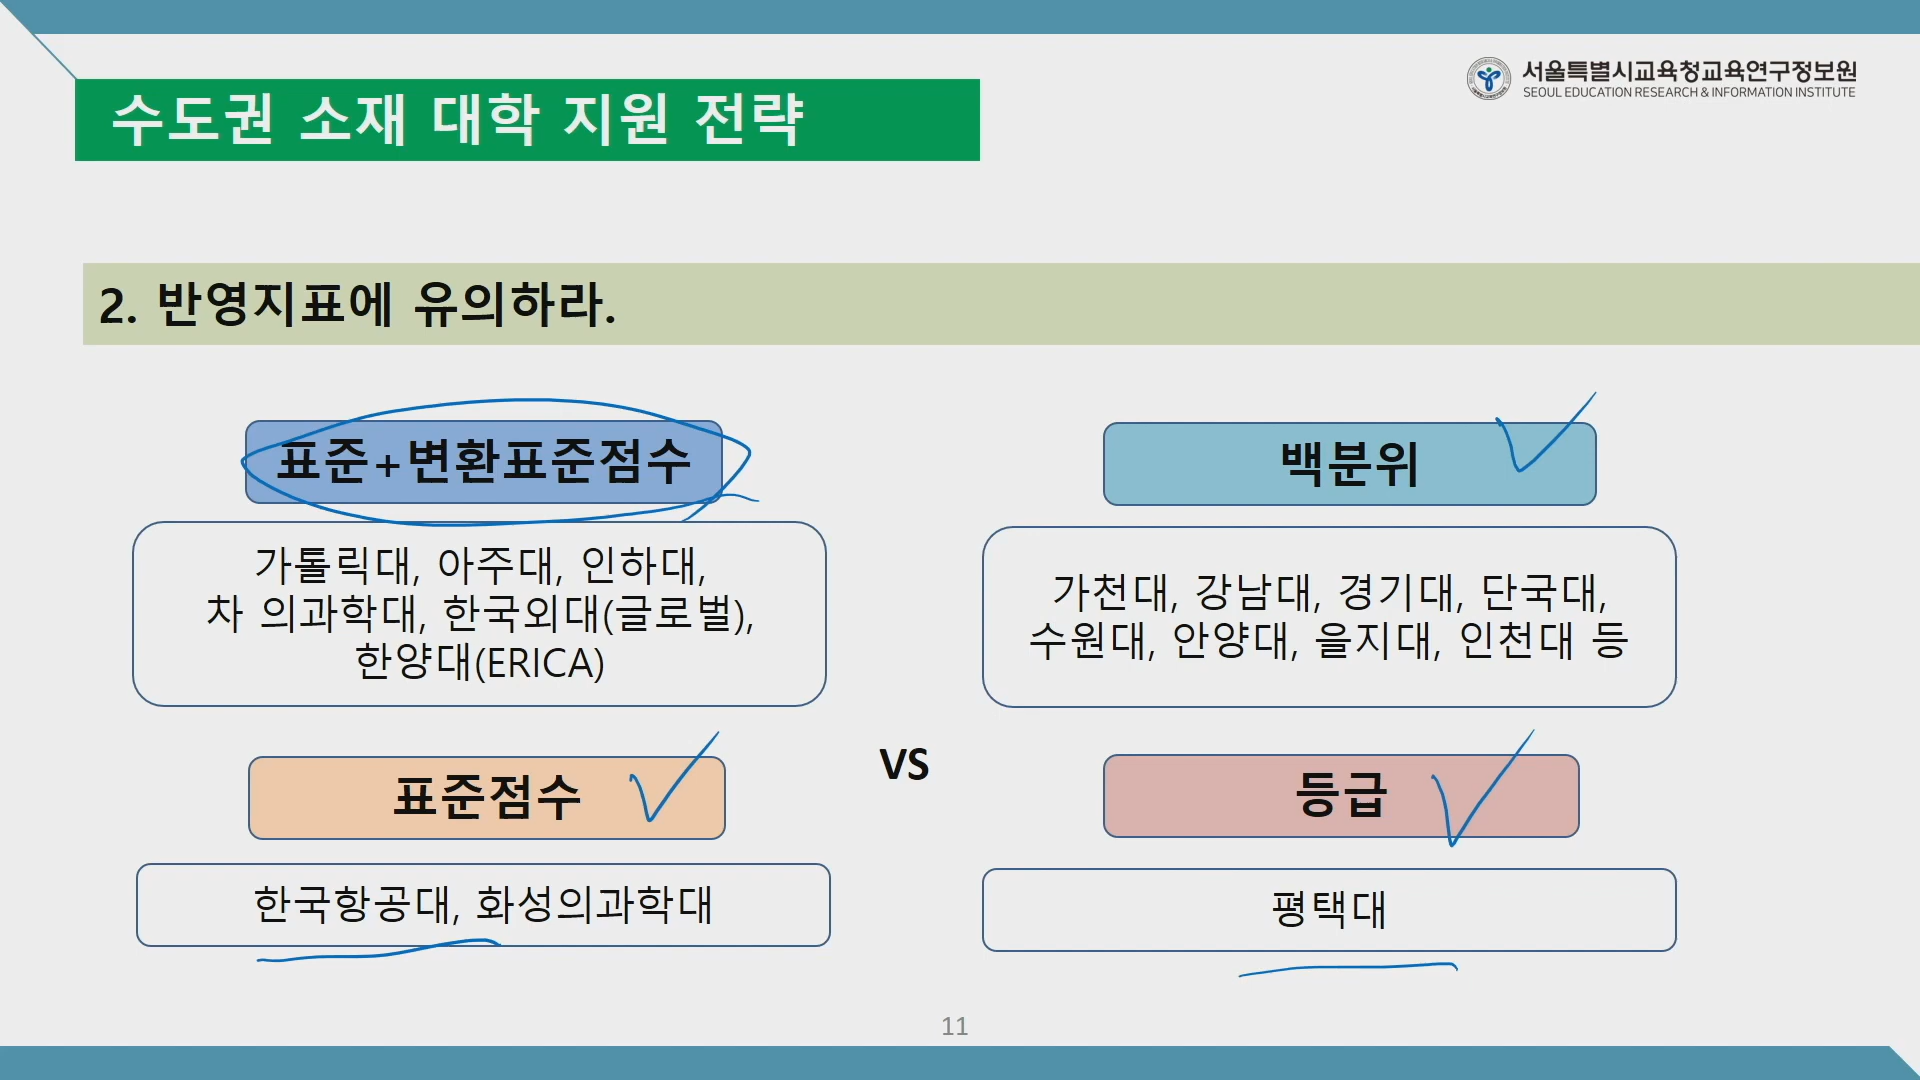 서울특별시교육청교육연구정보원
SEOUL EDUCATION RESEARCH & INFORMATION INSTITUTE
수도권 소재 대학 지원 전략
2. 반영지표에 유의하라.
표준+변환표준점수
가톨릭대, 아주대, 인하대,
차 의과학대, 한국외대(글로벌),
한양대(ERICA)
백분위
가천대, 강남대, 경기대, 단국대,
수원대, 안양대, 을지대, 인천대 등
VS
표준점수
한국항공대, 화성의과학대
등급
평택대
11